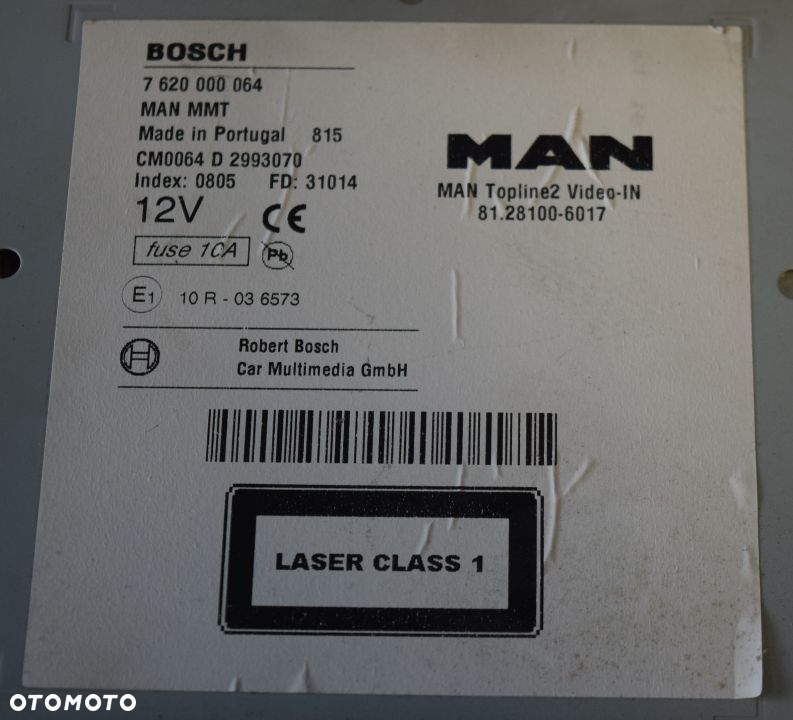 BOSCH
7 620 000 064
MAN MMT
Made in Portugal 815
CM0064 D 2993070
Index: 0805 FD: 31014
12V CE
fuse 10A Pb
E1 10 R - 03 6573
Robert Bosch
Car Multimedia GmbH
MAN
MAN Topline2 Video-IN
81.28100-6017
LASER CLASS 1
OTOMOTO